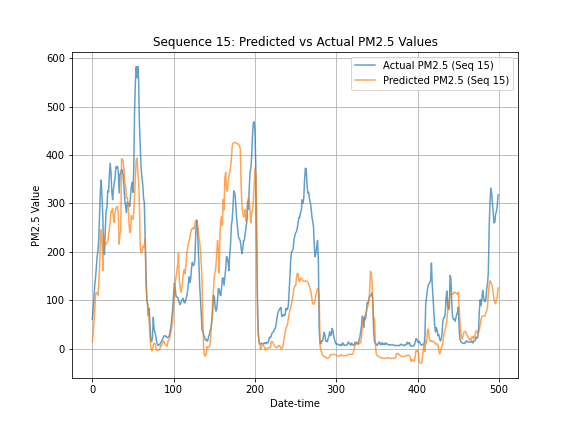 Sequence 15: Predicted vs Actual PM2.5 Values
Actual PM2.5 (Seq 15)
Predicted PM2.5 (Seq 15)
PM2.5 Value
600
500
400
300
200
100
0
0 100 200 300 400 500
Date-time